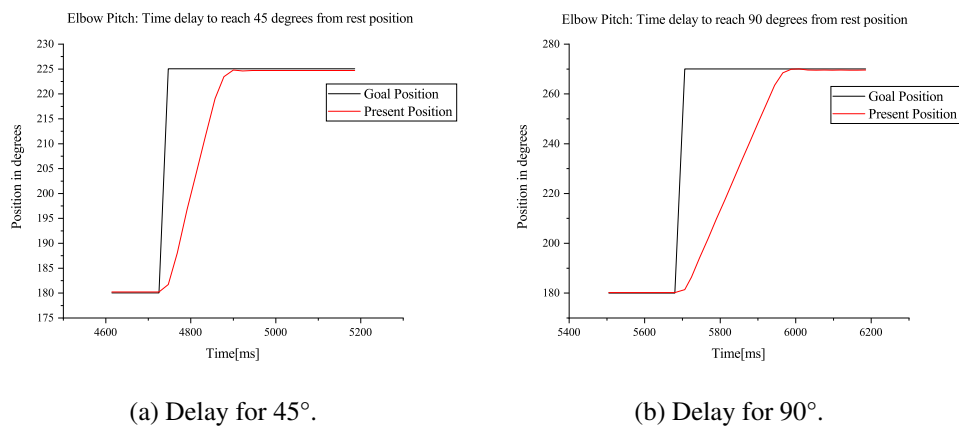 Elbow Pitch: Time delay to reach 45 degrees from rest position
230
225
220
215
210
205
200
195
190
185
180
175
Position in degrees
Goal Position
Present Position
4600
4800
5000
5200
Time[ms]
(a) Delay for 45°.
Elbow Pitch: Time delay to reach 90 degrees from rest position
280
260
240
220
200
180
Position in degrees
Goal Position
Present Position
5400
5600
5800
6000
6200
Time[ms]
(b) Delay for 90°.